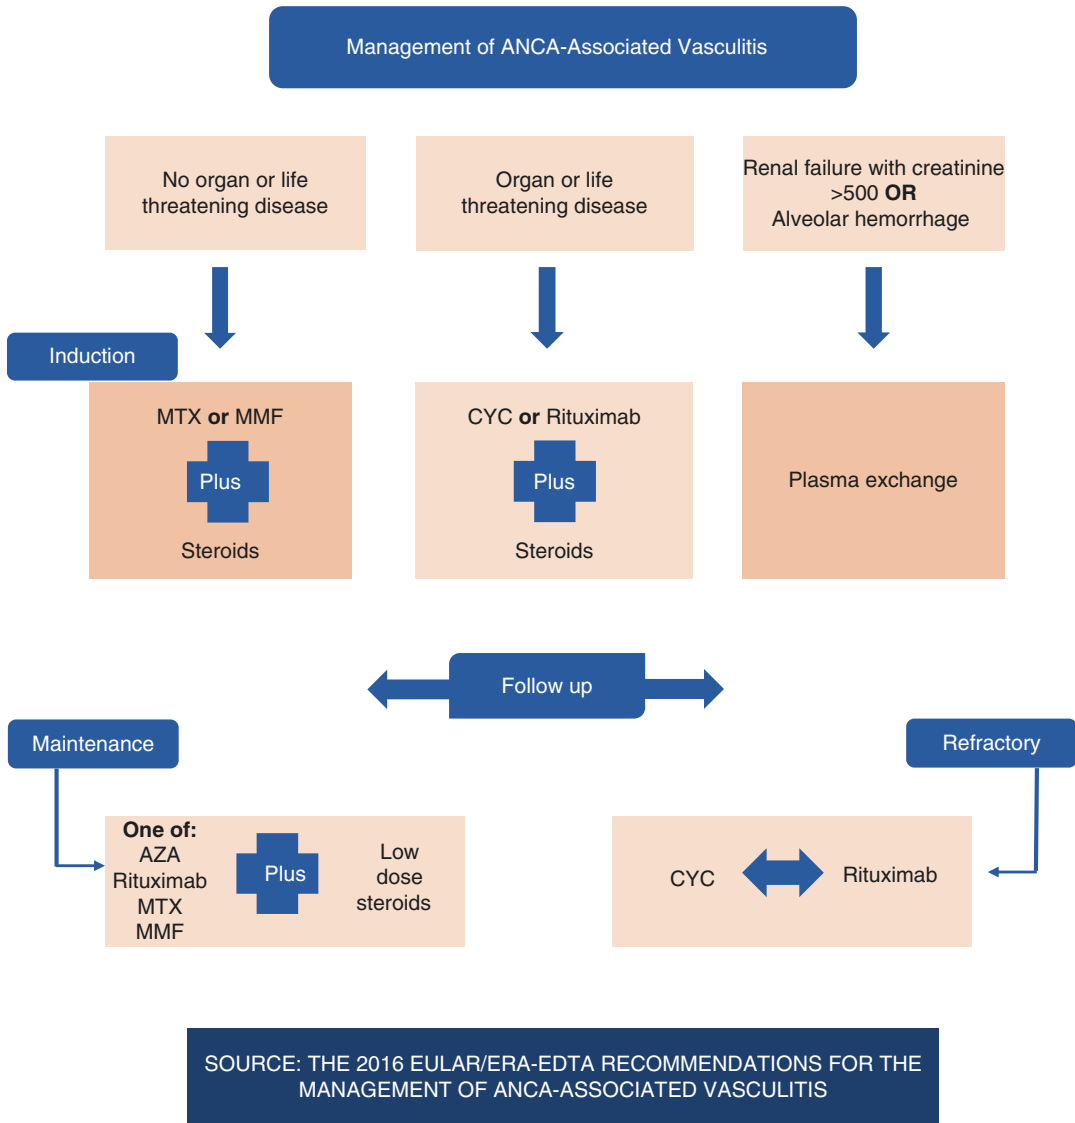 Management of ANCA-Associated Vasculitis
No organ or life
threatening disease
Organ or life
threatening disease
Renal failure with creatinine
>500 OR
Alveolar hemorrhage
Induction
MTX or MMF
Plus
Steroids
CYC or Rituximab
Plus
Steroids
Plasma exchange
Follow up
Maintenance
Refractory
One of:
AZA
Rituximab
MTX
MMF
Plus
Low
dose
steroids
CYC
Rituximab
SOURCE: THE 2016 EULAR/ERA-EDTA RECOMMENDATIONS FOR THE
MANAGEMENT OF ANCA-ASSOCIATED VASCULITIS